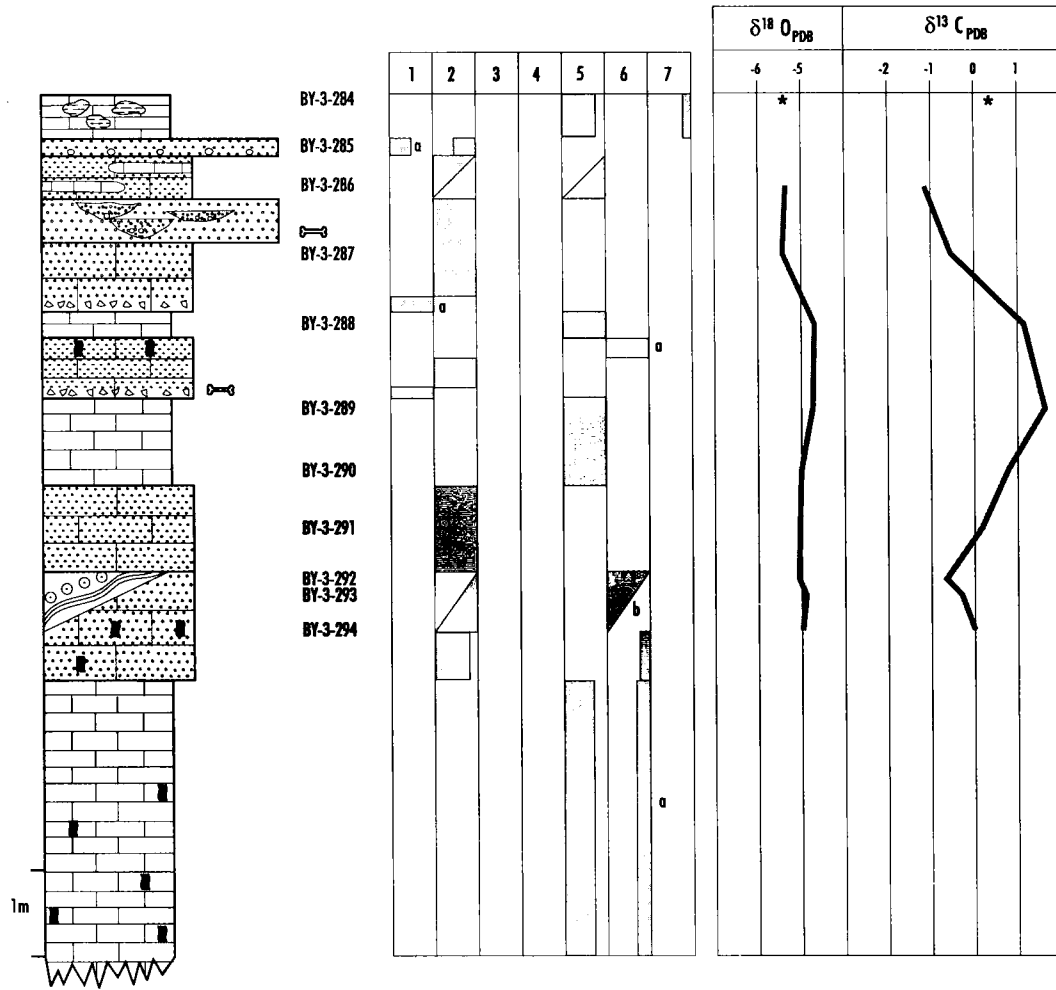 δ18 OPDB δ13 CPDB
1 2 3 4 5 6 7
-6 -5 -2 -1 0 1
* *
BY-3-284
BY-3-285
a
BY-3-286
BY-3-287
a
BY-3-288
a
BY-3-289
BY-3-290
BY-3-291
BY-3-292
BY-3-293
b
BY-3-294
a
1m